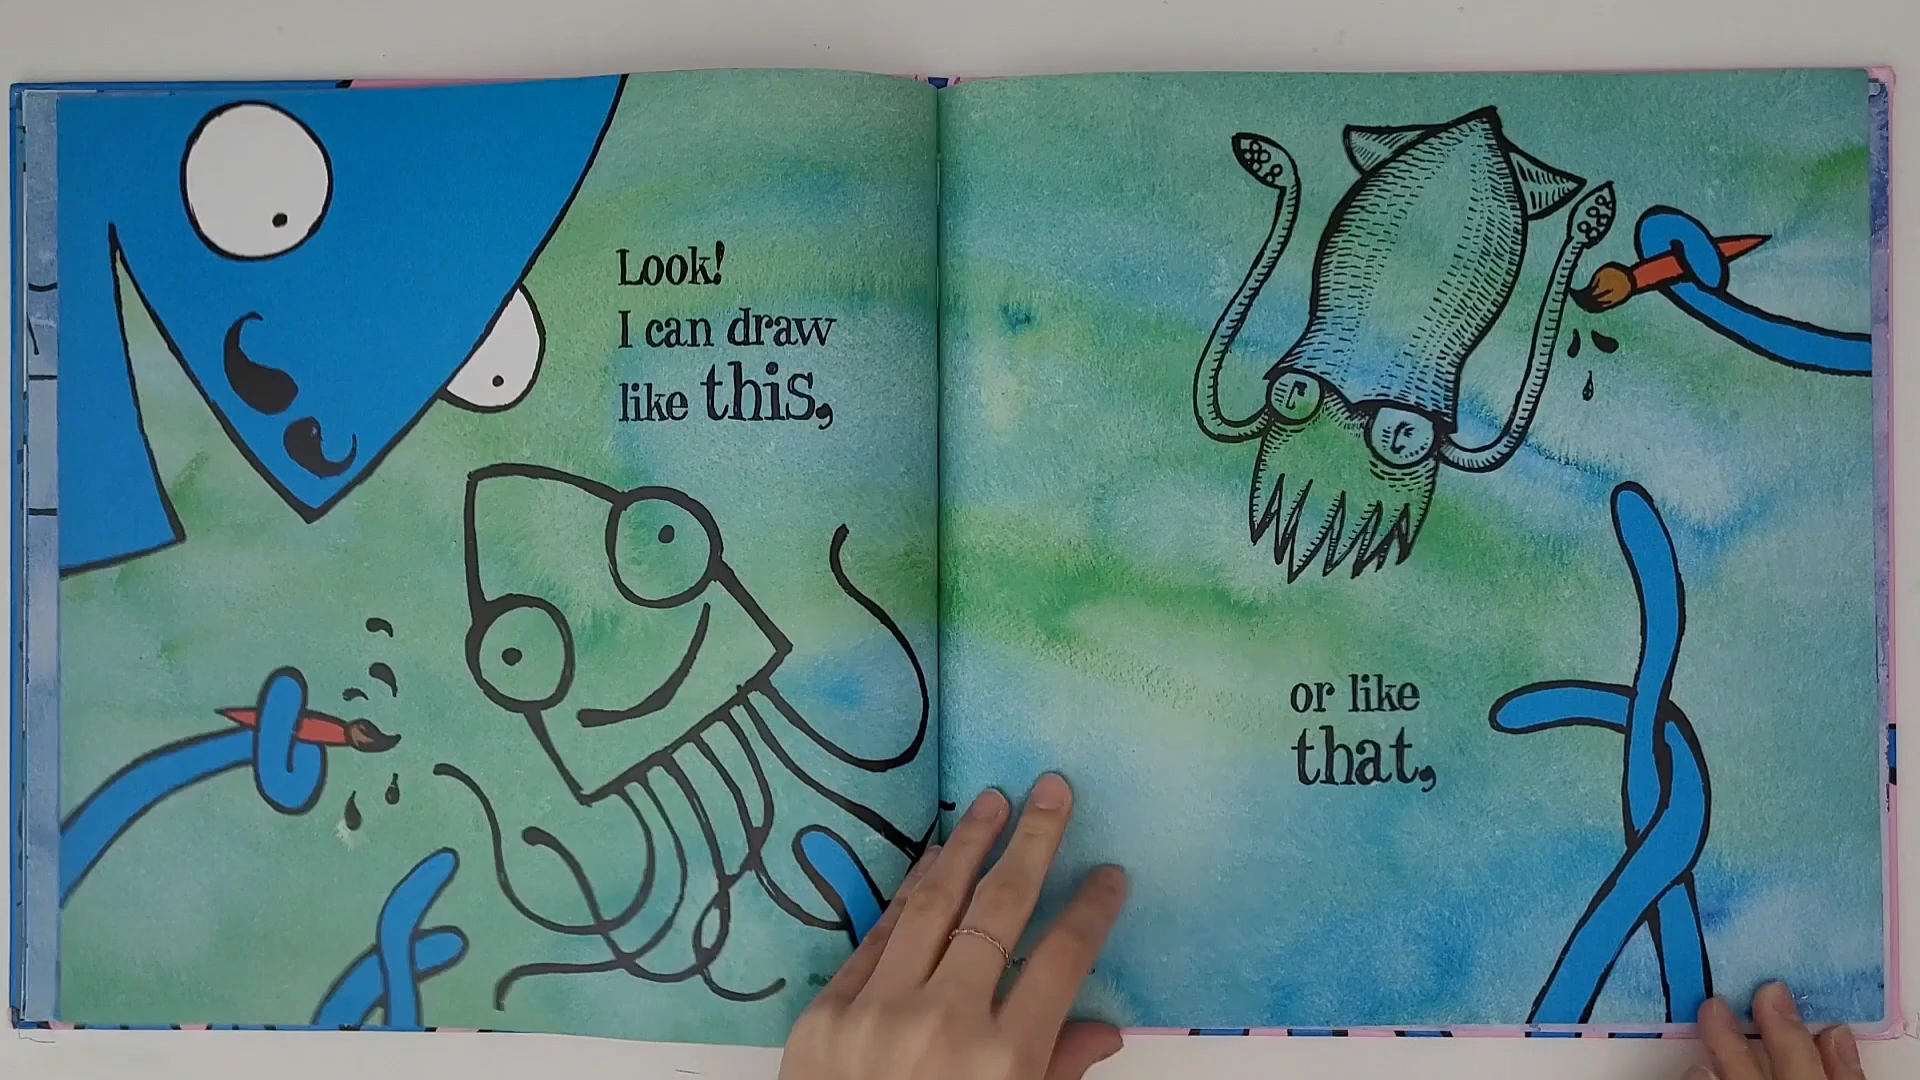 Look!
I can draw
like this,
or like
that,